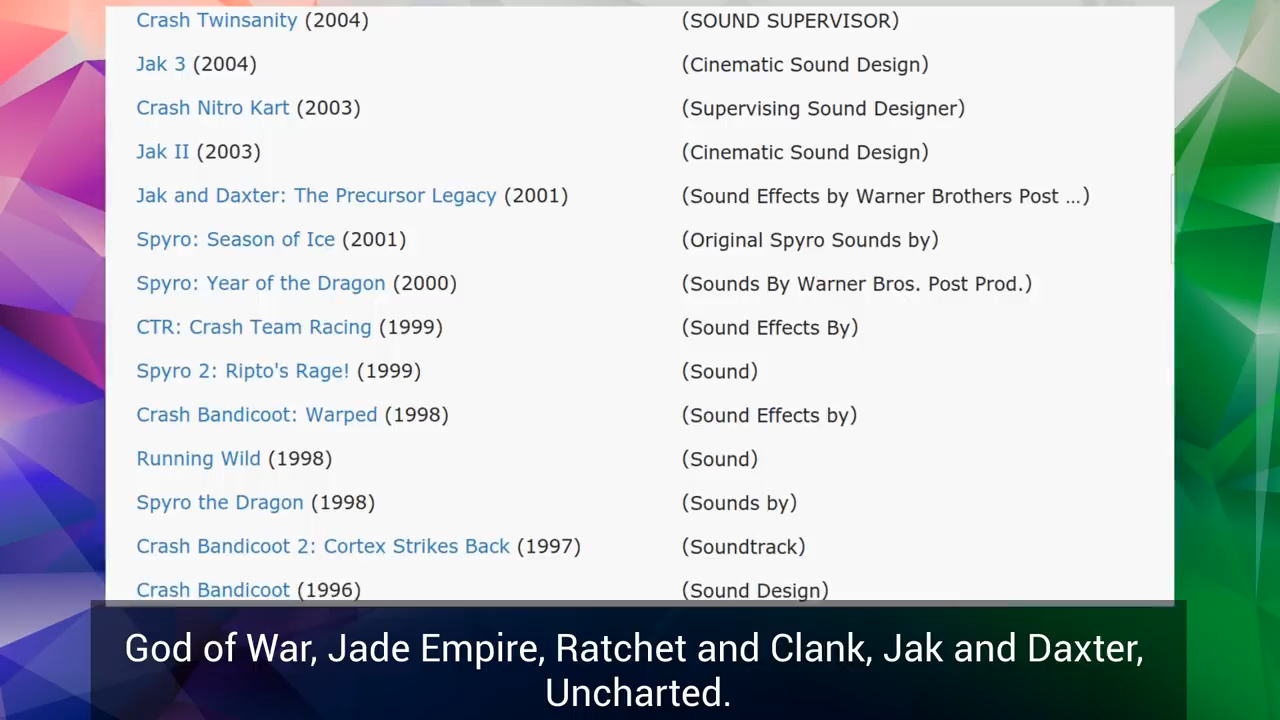 Crash Twinsanity (2004) (SOUND SUPERVISOR)
Jak 3 (2004) (Cinematic Sound Design)
Crash Nitro Kart (2003) (Supervising Sound Designer)
Jak II (2003) (Cinematic Sound Design)
Jak and Daxter: The Precursor Legacy (2001) (Sound Effects by Warner Brothers Post ...)
Spyro: Season of Ice (2001) (Original Spyro Sounds by)
Spyro: Year of the Dragon (2000) (Sounds By Warner Bros. Post Prod.)
CTR: Crash Team Racing (1999) (Sound Effects By)
Spyro 2: Ripto's Rage! (1999) (Sound)
Crash Bandicoot: Warped (1998) (Sound Effects by)
Running Wild (1998) (Sound)
Spyro the Dragon (1998) (Sounds by)
Crash Bandicoot 2: Cortex Strikes Back (1997) (Soundtrack)
Crash Bandicoot (1996) (Sound Design)
God of War, Jade Empire, Ratchet and Clank, Jak and Daxter,
Uncharted.